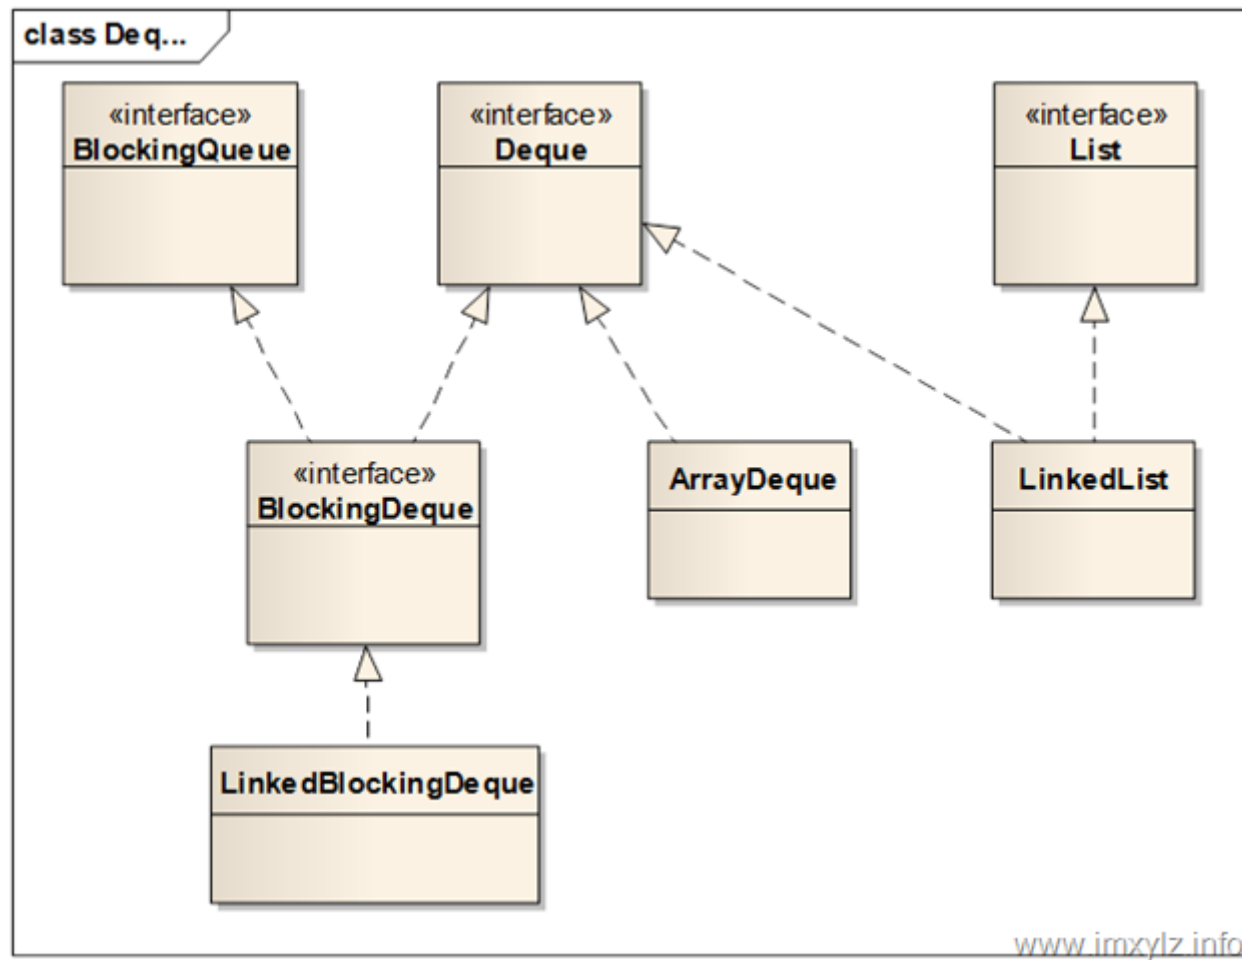 class Deq...
«interface»
BlockingQueue
«interface»
Deque
«interface»
List
«interface»
BlockingDeque
ArrayDeque
LinkedList
LinkedBlockingDeque
www.imxylz.info